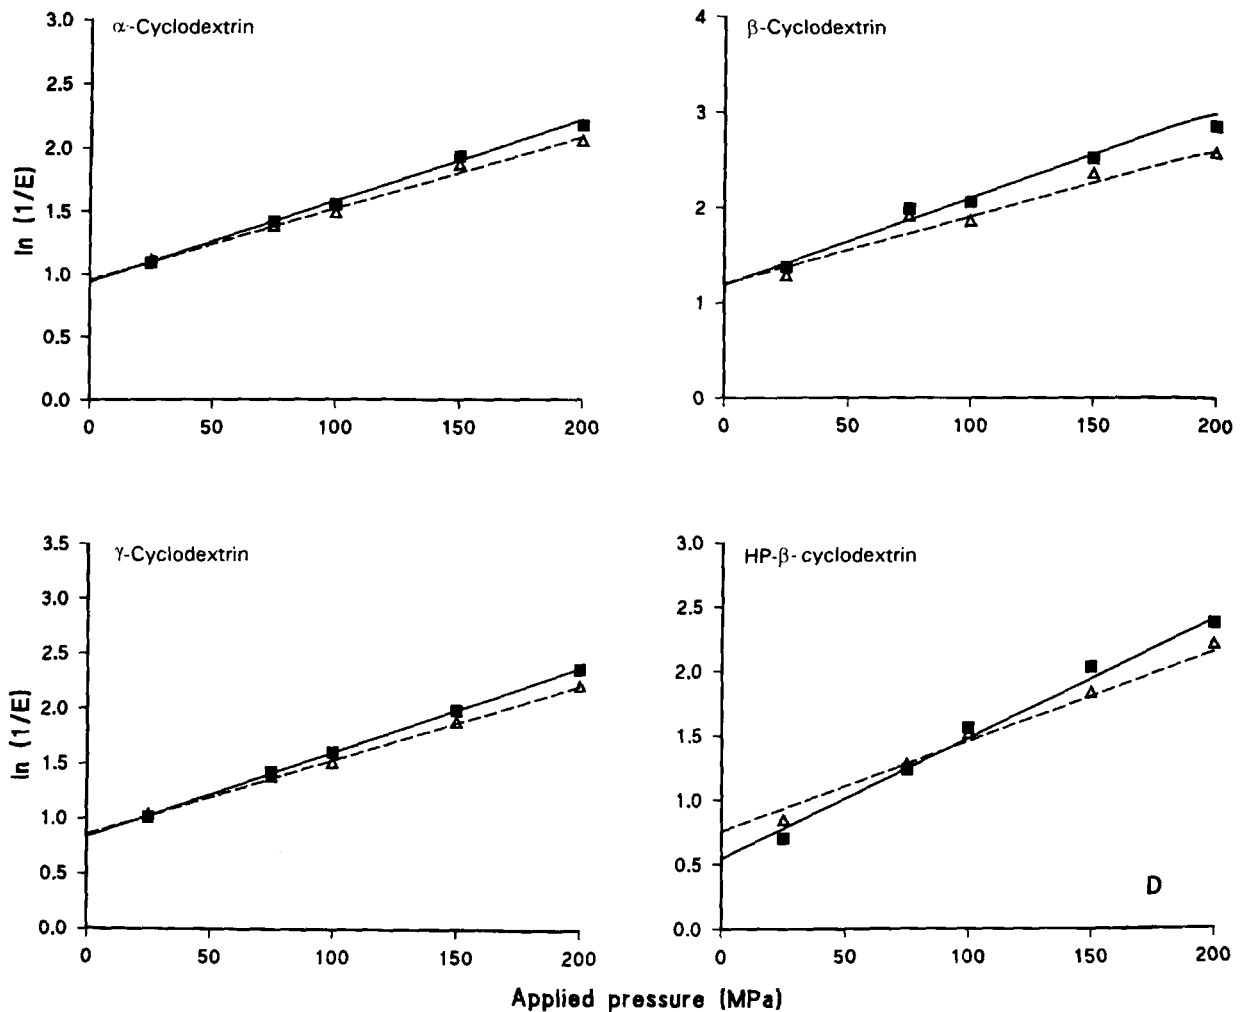 α-Cyclodextrin
3.0
2.5
2.0
1.5
1.0
0.5
0.0
ln (1/E)
0 50 100 150 200
β-Cyclodextrin
4
3
2
1
0
0 50 100 150 200
γ-Cyclodextrin
3.5
3.0
2.5
2.0
1.5
1.0
0.5
0.0
ln (1/E)
0 50 100 150 200
HP-β-cyclodextrin
3.0
2.5
2.0
1.5
1.0
0.5
0.0
D
0 50 100 150 200
Applied pressure (MPa)